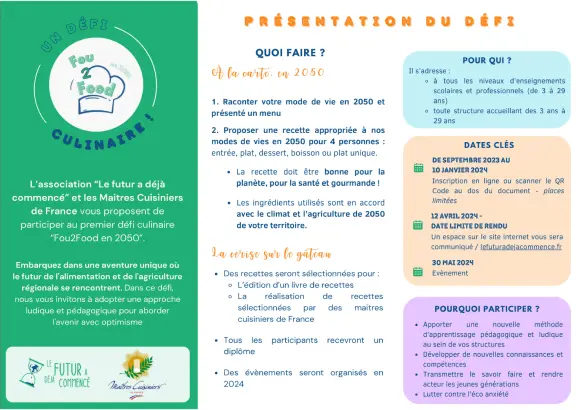 UN DÉFI
Fou
2
Food
CULINAIRE !
L'association "Le futur a déjà
commencé" et les Maitres Cuisiniers
de France vous proposent de
participer au premier défi culinaire
"Fou2Food en 2050".
Embarquez dans une aventure unique où
le futur de l'alimentation et de l'agriculture
régionale se rencontrent. Dans ce défi,
nous vous invitons à adopter une approche
ludique et pédagogique pour aborder
l'avenir avec optimisme
LE
FUTUR A
DÉJÀ COMMENCÉ
Maîtres Cuisiniers
PRÉSENTATION DU DÉFI
QUOI FAIRE ?
A la carte, en 2050
1. Raconter votre mode de vie en 2050 et
présenté un menu
2. Proposer une recette appropriée à nos
modes de vie en 2050 pour 4 personnes :
entrée, plat, dessert, boisson ou plat unique.
• La recette doit être bonne pour la
planète, pour la santé et gourmande !
• Les ingrédients utilisés sont en accord
avec le climat et l'agriculture de 2050
de votre territoire.
La cerise sur le gâteau
• Des recettes seront sélectionnées pour :
○ L'édition d'un livre de recettes
○ La réalisation de recettes
sélectionnées par des maitres
cuisiniers de France
• Tous les participants recevront un
diplôme
• Des évènements seront organisés en
2024
POUR QUI ?
Il s'adresse :
○ à tous les niveaux d'enseignements
scolaires et professionnels (de 3 à 29
ans)
○ toute structure accueillant des 3 ans à
29 ans
DATES CLÉS
DE SEPTEMBRE 2023 AU
10 JANVIER 2024
Inscription en ligne ou scanner le QR
Code au dos du document - places
limitées
12 AVRIL 2024 -
DATE LIMITE DE RENDU
Un espace sur le site internet vous sera
communiqué / lefuturadejacommence.fr
30 MAI 2024
Evènement
POURQUOI PARTICIPER ?
• Apporter une nouvelle méthode
d'apprentissage pédagogique et ludique
au sein de vos structures
• Développer de nouvelles connaissances et
compétences
• Transmettre le savoir faire et rendre
acteur les jeunes générations
• Lutter contre l'éco anxiété